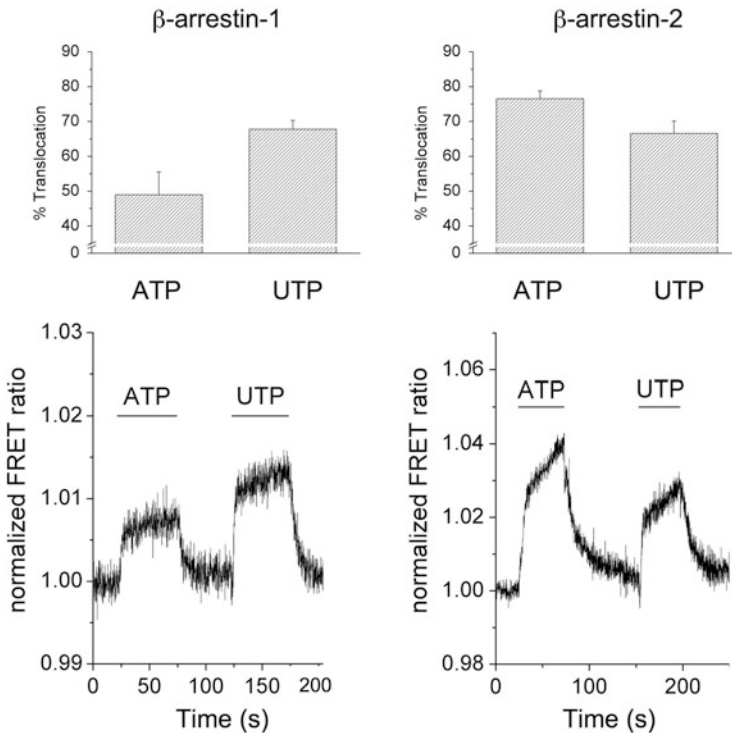 β-arrestin-1
β-arrestin-2
% Translocation
90
80
70
60
50
40
0
ATP UTP
% Translocation
90
80
70
60
50
40
0
ATP UTP
normalized FRET ratio
1.03
1.02
1.01
1.00
0.99
ATP UTP
0 50 100 150 200
Time (s)
normalized FRET ratio
1.06
1.04
1.02
1.00
0.98
ATP UTP
0 100 200
Time (s)